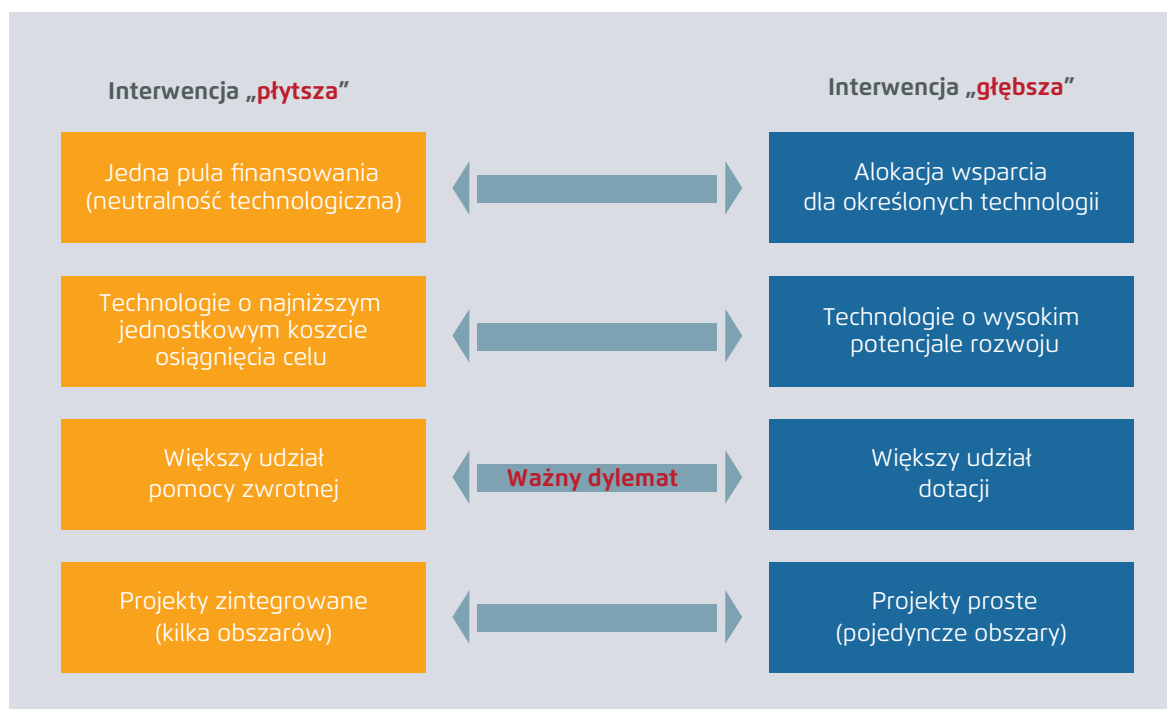 Interwencja „płytsza”
Interwencja „głębsza”
Jedna pula finansowania
(neutralność technologiczna)
Alokacja wsparcia
dla określonych technologii
Technologie o najniższym
jednostkowym koszcie
osiągnięcia celu
Technologie o wysokim
potencjale rozwoju
Większy udział
pomocy zwrotnej
Ważny dylemat
Większy udział
dotacji
Projekty zintegrowane
(kilka obszarów)
Projekty proste
(pojedyncze obszary)